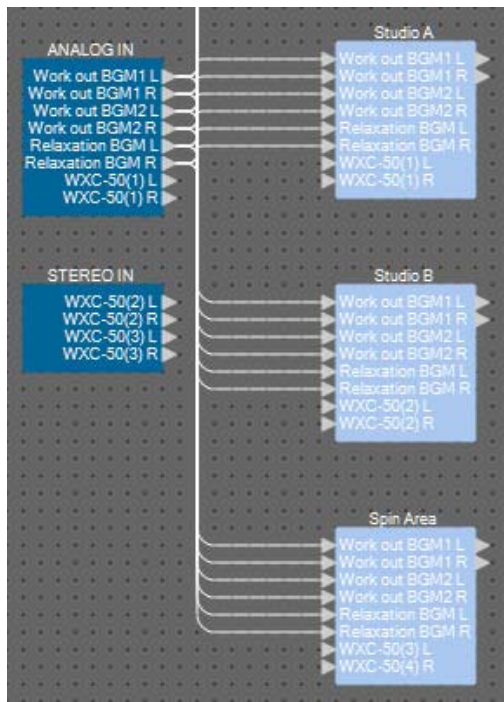 ANALOG IN
Work out BGM1 L
Work out BGM1 R
Work out BGM2 L
Work out BGM2 R
Relaxation BGM L
Relaxation BGM R
WXC-50(1) L
WXC-50(1) R
STEREO IN
WXC-50(2) L
WXC-50(2) R
WXC-50(3) L
WXC-50(3) R
Studio A
Work out BGM1 L
Work out BGM1 R
Work out BGM2 L
Work out BGM2 R
Relaxation BGM L
Relaxation BGM R
WXC-50(1) L
WXC-50(1) R
Studio B
Work out BGM1 L
Work out BGM1 R
Work out BGM2 L
Work out BGM2 R
Relaxation BGM L
Relaxation BGM R
WXC-50(2) L
WXC-50(2) R
Spin Area
Work out BGM1 L
Work out BGM1 R
Work out BGM2 L
Work out BGM2 R
Relaxation BGM L
Relaxation BGM R
WXC-50(3) L
WXC-50(4) R